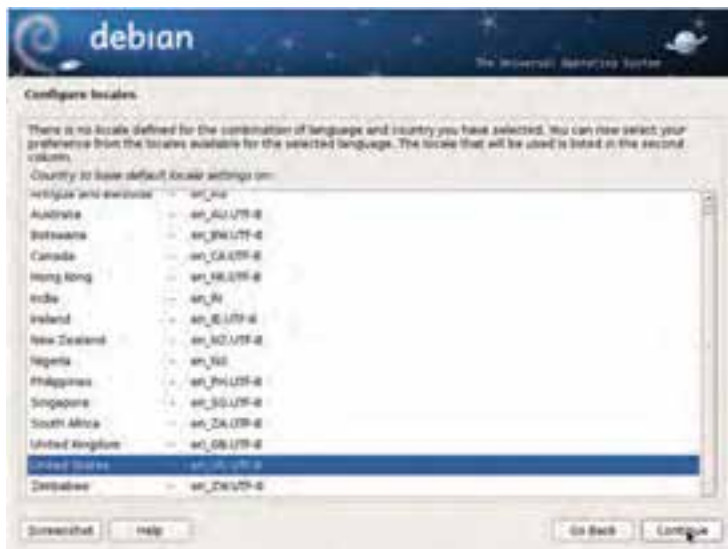 debian
The Universal Operating System
Configure locales
There is no locale defined for the combination of language and country you have selected. You can now select your
preference from the locales available for the selected language. The locale that will be used is listed in the second
column.
Country to base default locale settings on:
Antigua and Barbuda - en_AG
Australia - en_AU.UTF-8
Botswana - en_BW.UTF-8
Canada - en_CA.UTF-8
Hong Kong - en_HK.UTF-8
India - en_IN
Ireland - en_IE.UTF-8
New Zealand - en_NZ.UTF-8
Nigeria - en_NG
Philippines - en_PH.UTF-8
Singapore - en_SG.UTF-8
South Africa - en_ZA.UTF-8
United Kingdom - en_GB.UTF-8
United States - en_US.UTF-8
Zimbabwe - en_ZW.UTF-8
Screenshot Help Go Back Continue